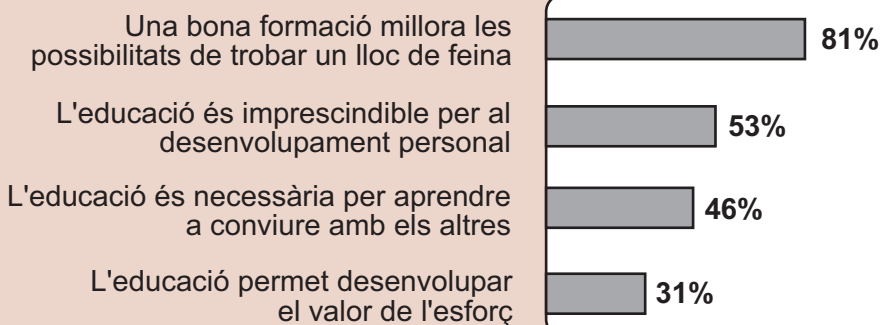 Una bona formació millora les
possibilitats de trobar un lloc de feina
81%
L'educació és imprescindible per al
desenvolupament personal
53%
L'educació és necessària per aprendre
a conviure amb els altres
46%
L'educació permet desenvolupar
el valor de l'esforç
31%